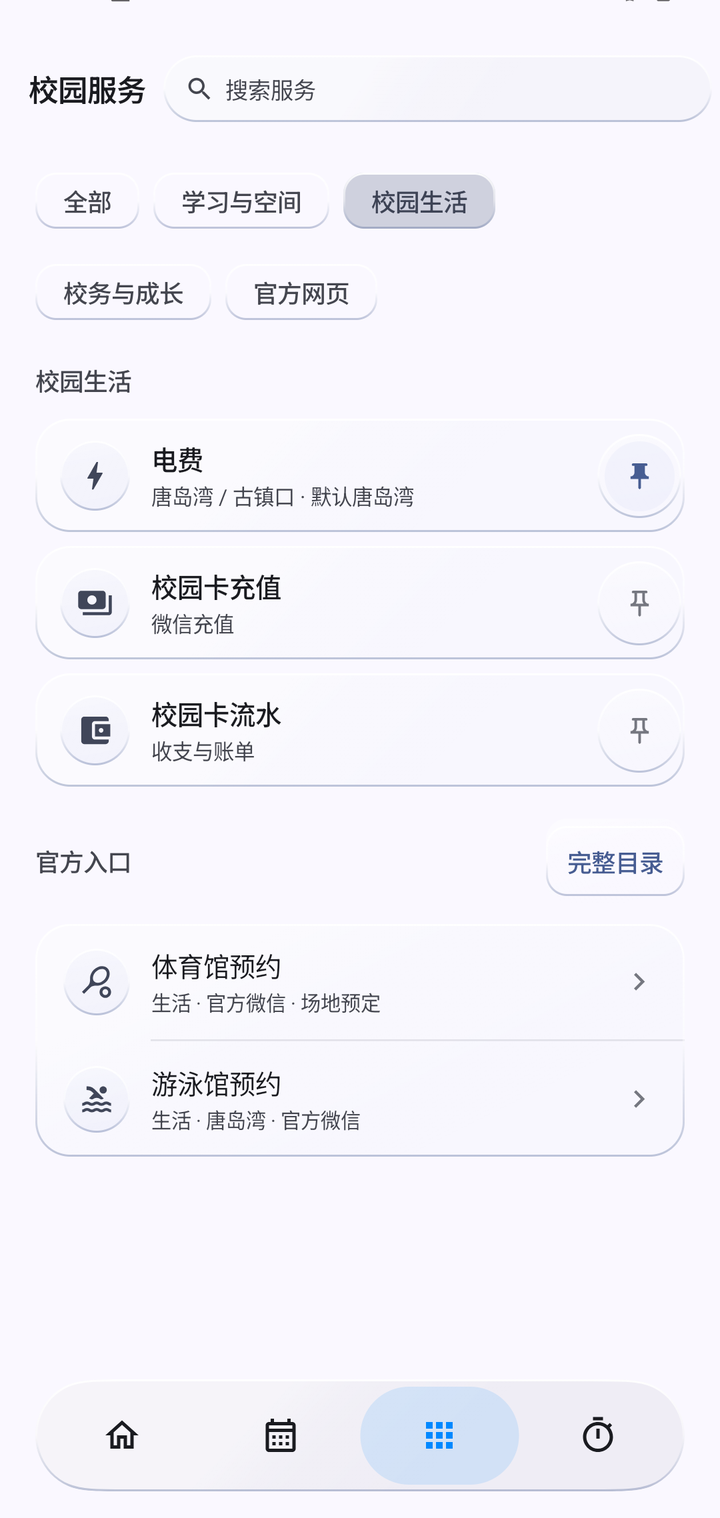 校园服务
搜索服务
全部
学习与空间
校园生活
校务与成长
官方网页
校园生活
电费
唐岛湾 / 古镇口 · 默认唐岛湾
校园卡充值
微信充值
校园卡流水
收支与账单
官方入口
完整目录
体育馆预约
生活 · 官方微信 · 场地预定
游泳馆预约
生活 · 唐岛湾 · 官方微信